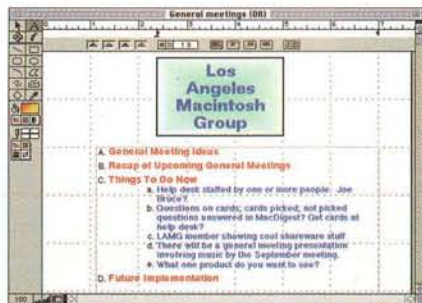 General meetings (DR)
Los
Angeles
Macintosh
Group
A. General Meeting Ideas
B. Recap of Upcoming General Meetings
C. Things To Do Now
a. Help desk staffed by one or more people. Joe
Bruce?
b. Questions on cards; cards picked, not picked
questions answered in MacDigest? Get cards at
help desk?
c. LAMG member showing cool shareware stuff
d. There will be a general meeting presentation
involving music by the September meeting.
e. What one product do you want to see?
D. Future Implementation
100